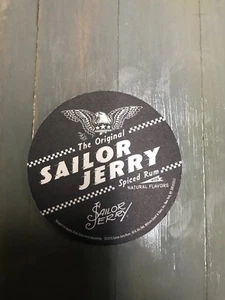 The Original
SAILOR
JERRY
Spiced Rum
NATURAL FLAVORS
SAILOR
JERRY